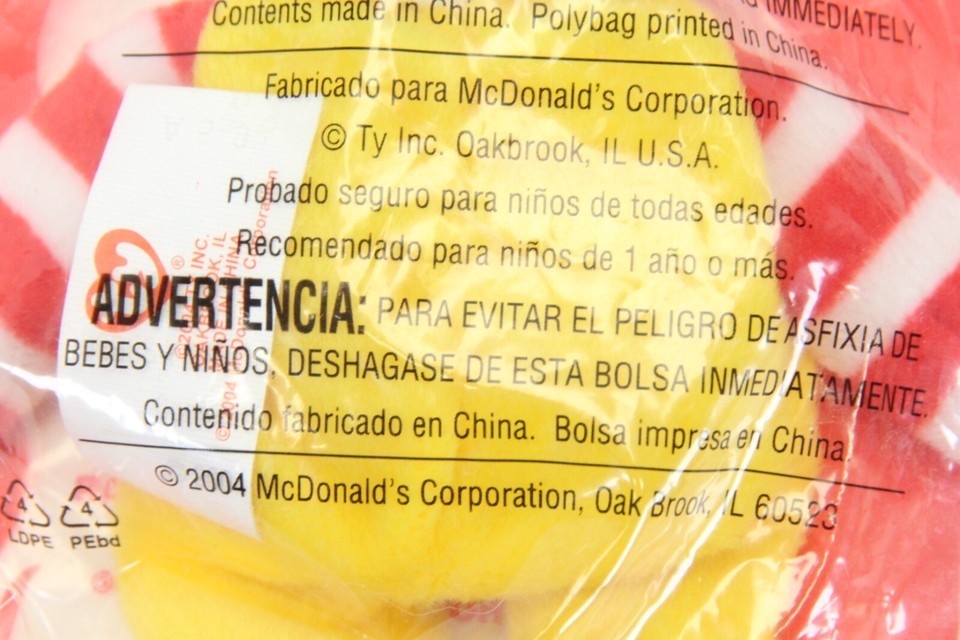 IMMEDIATELY.
Contents made in China. Polybag printed in China.
Fabricado para McDonald's Corporation.
© Ty Inc. Oakbrook, IL U.S.A.
Probado seguro para niños de todas edades.
Recomendado para niños de 1 año o más.
ADVERTENCIA: PARA EVITAR EL PELIGRO DE ASFIXIA DE
BEBES Y NIÑOS, DESHAGASE DE ESTA BOLSA INMEDIATAMENTE.
Contenido fabricado en China. Bolsa impresa en China
© 2004 McDonald's Corporation, Oak Brook, IL 60523
4 4
LDPE PEbd